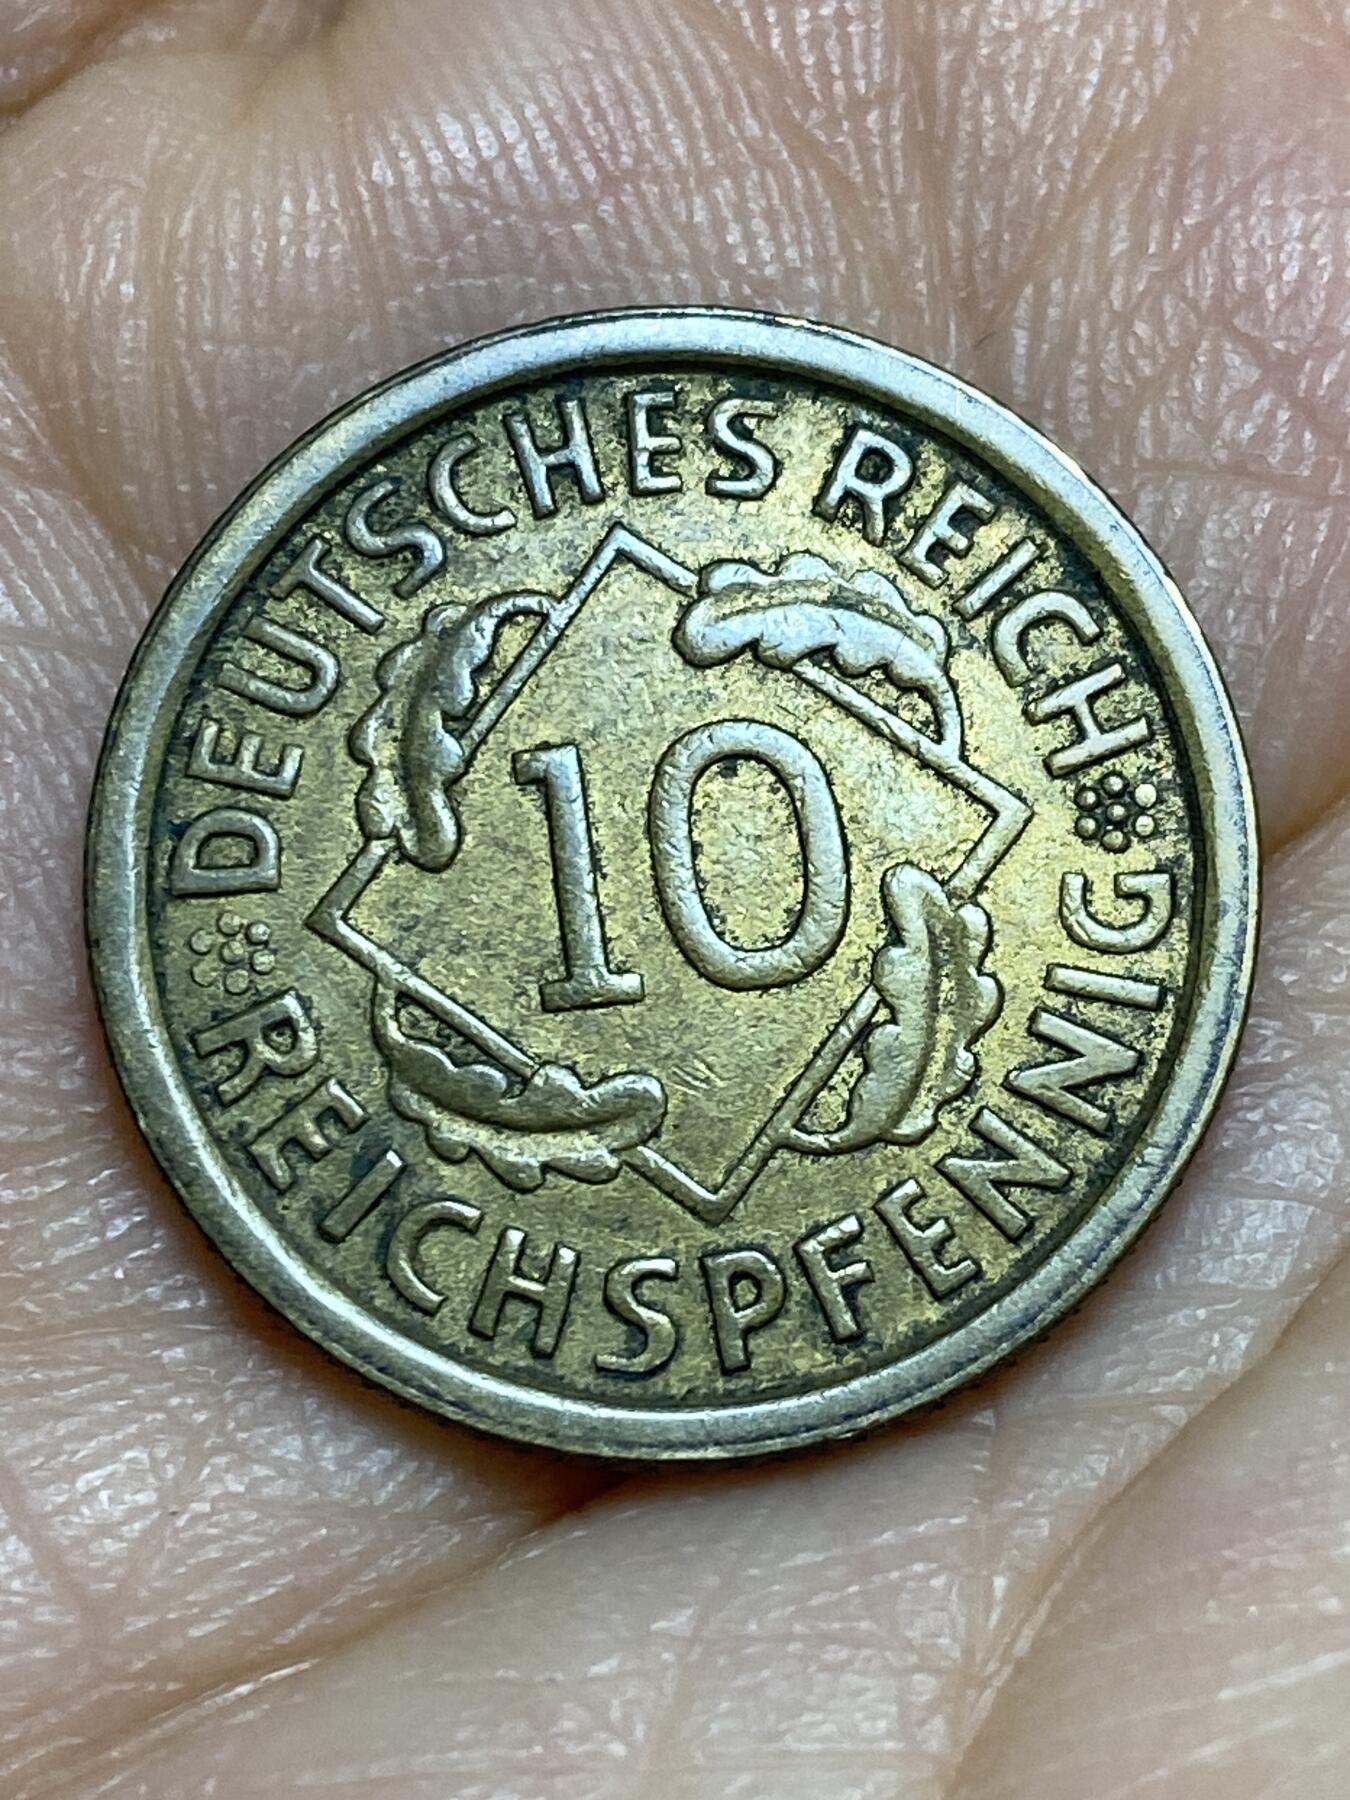 DEUTSCHES REICH
10
REICHSPFENNIG